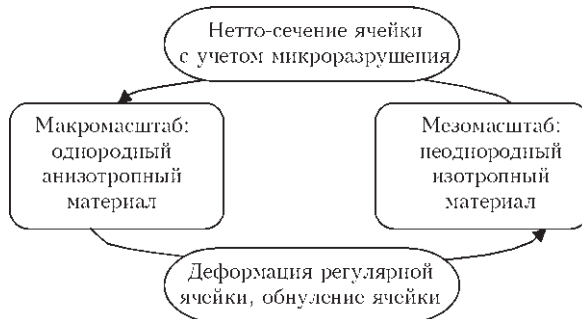 Нетто-сечение ячейки
с учетом микроразрушения
Макромасштаб:
однородный
анизотропный
материал
Мезомасштаб:
неоднородный
изотропный
материал
Деформация регулярной
ячейки, обнуление ячейки